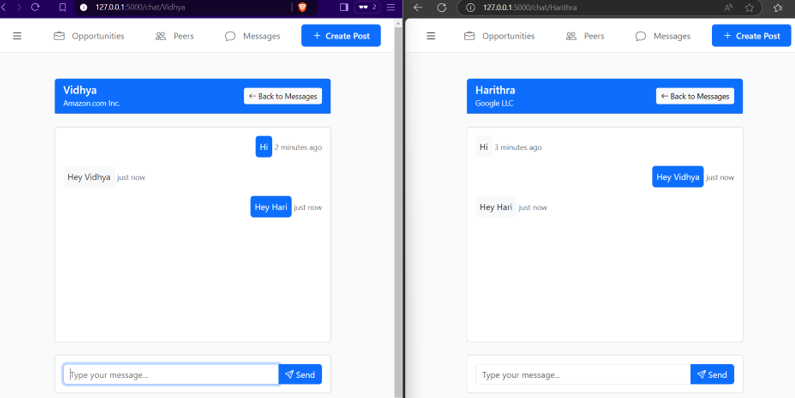 127.0.0.1:5000/chat/Vidhya
2
Opportunities
Peers
Messages
+ Create Post
Vidhya
Amazon.com Inc.
← Back to Messages
Hi 2 minutes ago
Hey Vidhya just now
Hey Hari just now
Type your message...
Send
127.0.0.1:5000/chat/Harithra
Opportunities
Peers
Messages
+ Create Post
Harithra
Google LLC
← Back to Messages
Hi 3 minutes ago
Hey Vidhya just now
Hey Hari just now
Type your message...
Send